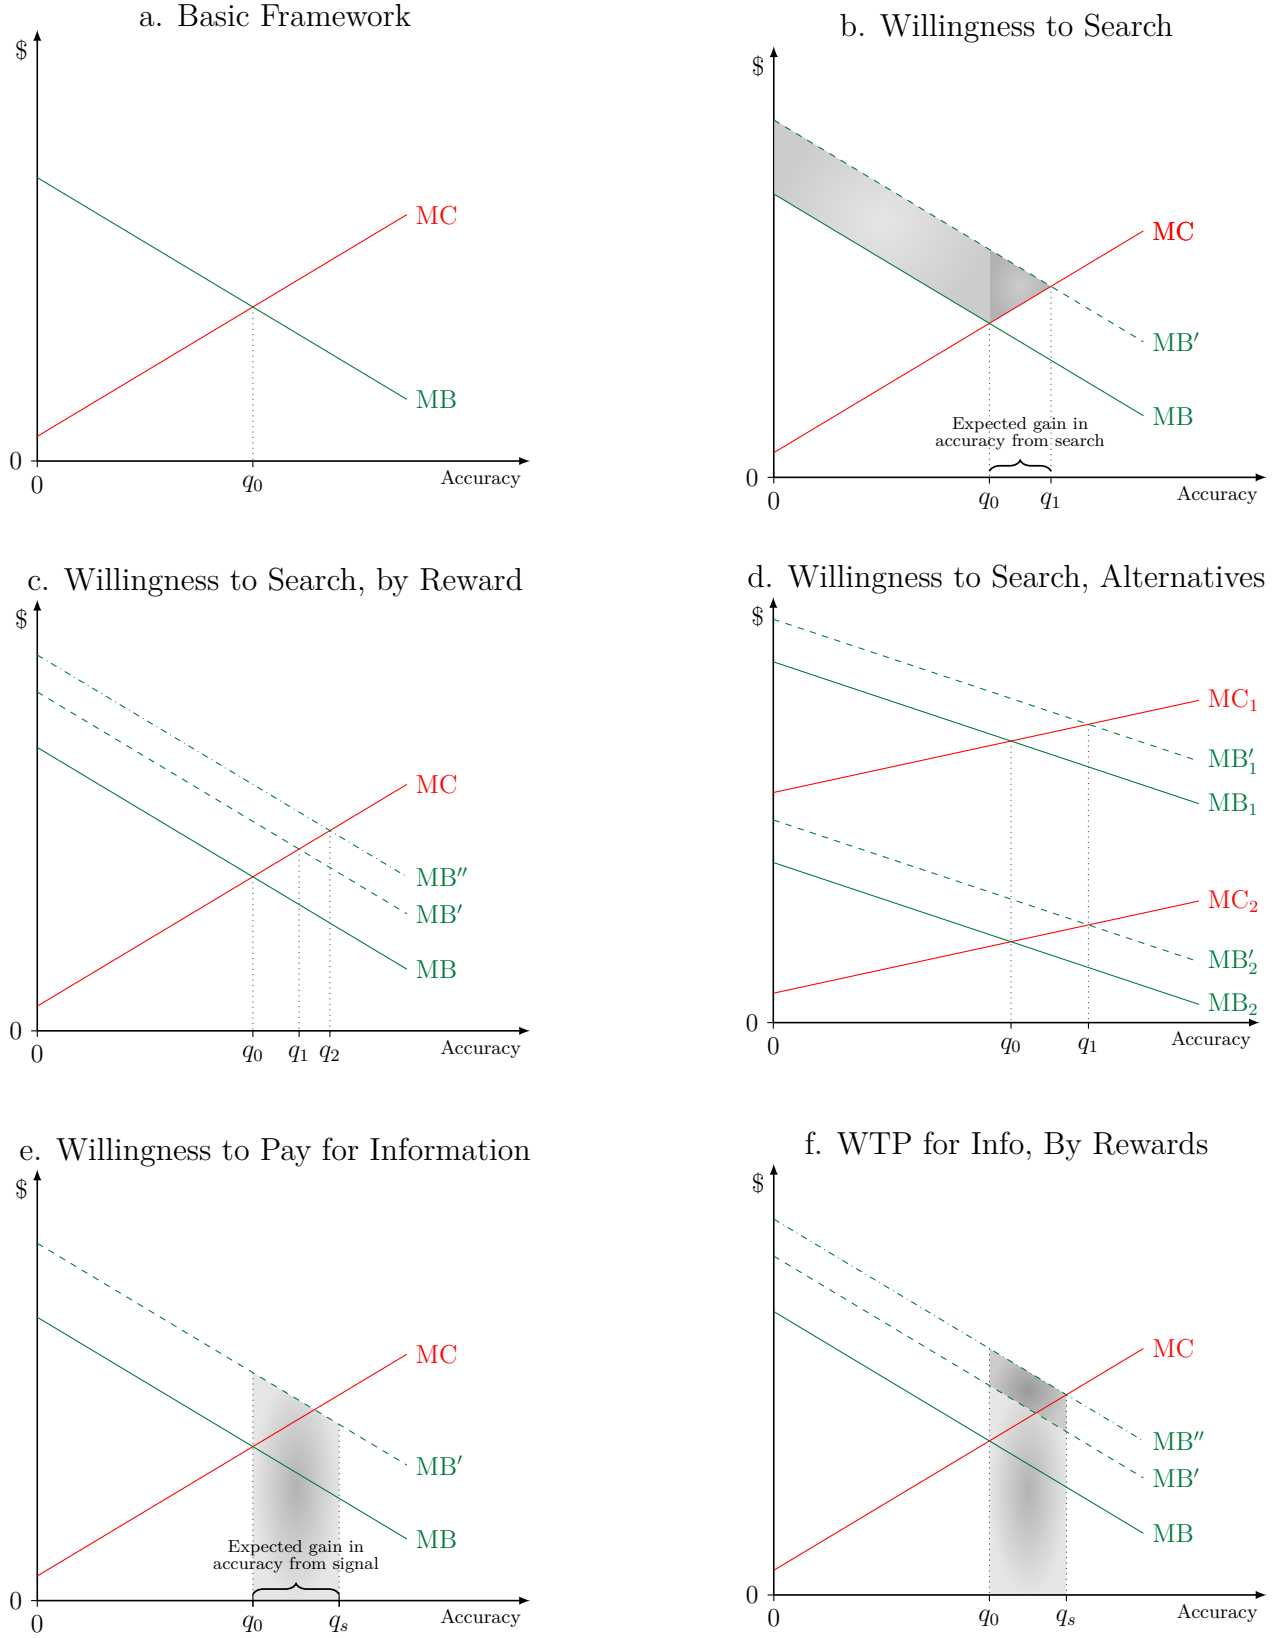 a. Basic Framework
$
MC
MB
0
0
q₀
Accuracy
b. Willingness to Search
$
MC
MB′
MB
Expected gain in
accuracy from search
0
0
q₀
q₁
Accuracy
c. Willingness to Search, by Reward
$
MC
MB′′
MB′
MB
0
0
q₀
q₁
q₂
Accuracy
d. Willingness to Search, Alternatives
$
MC₁
MB′₁
MB₁
MC₂
MB′₂
MB₂
0
0
q₀
q₁
Accuracy
e. Willingness to Pay for Information
$
MC
MB′
MB
Expected gain in
accuracy from signal
0
0
q₀
qₛ
Accuracy
f. WTP for Info, By Rewards
$
MC
MB′′
MB′
MB
0
0
q₀
qₛ
Accuracy